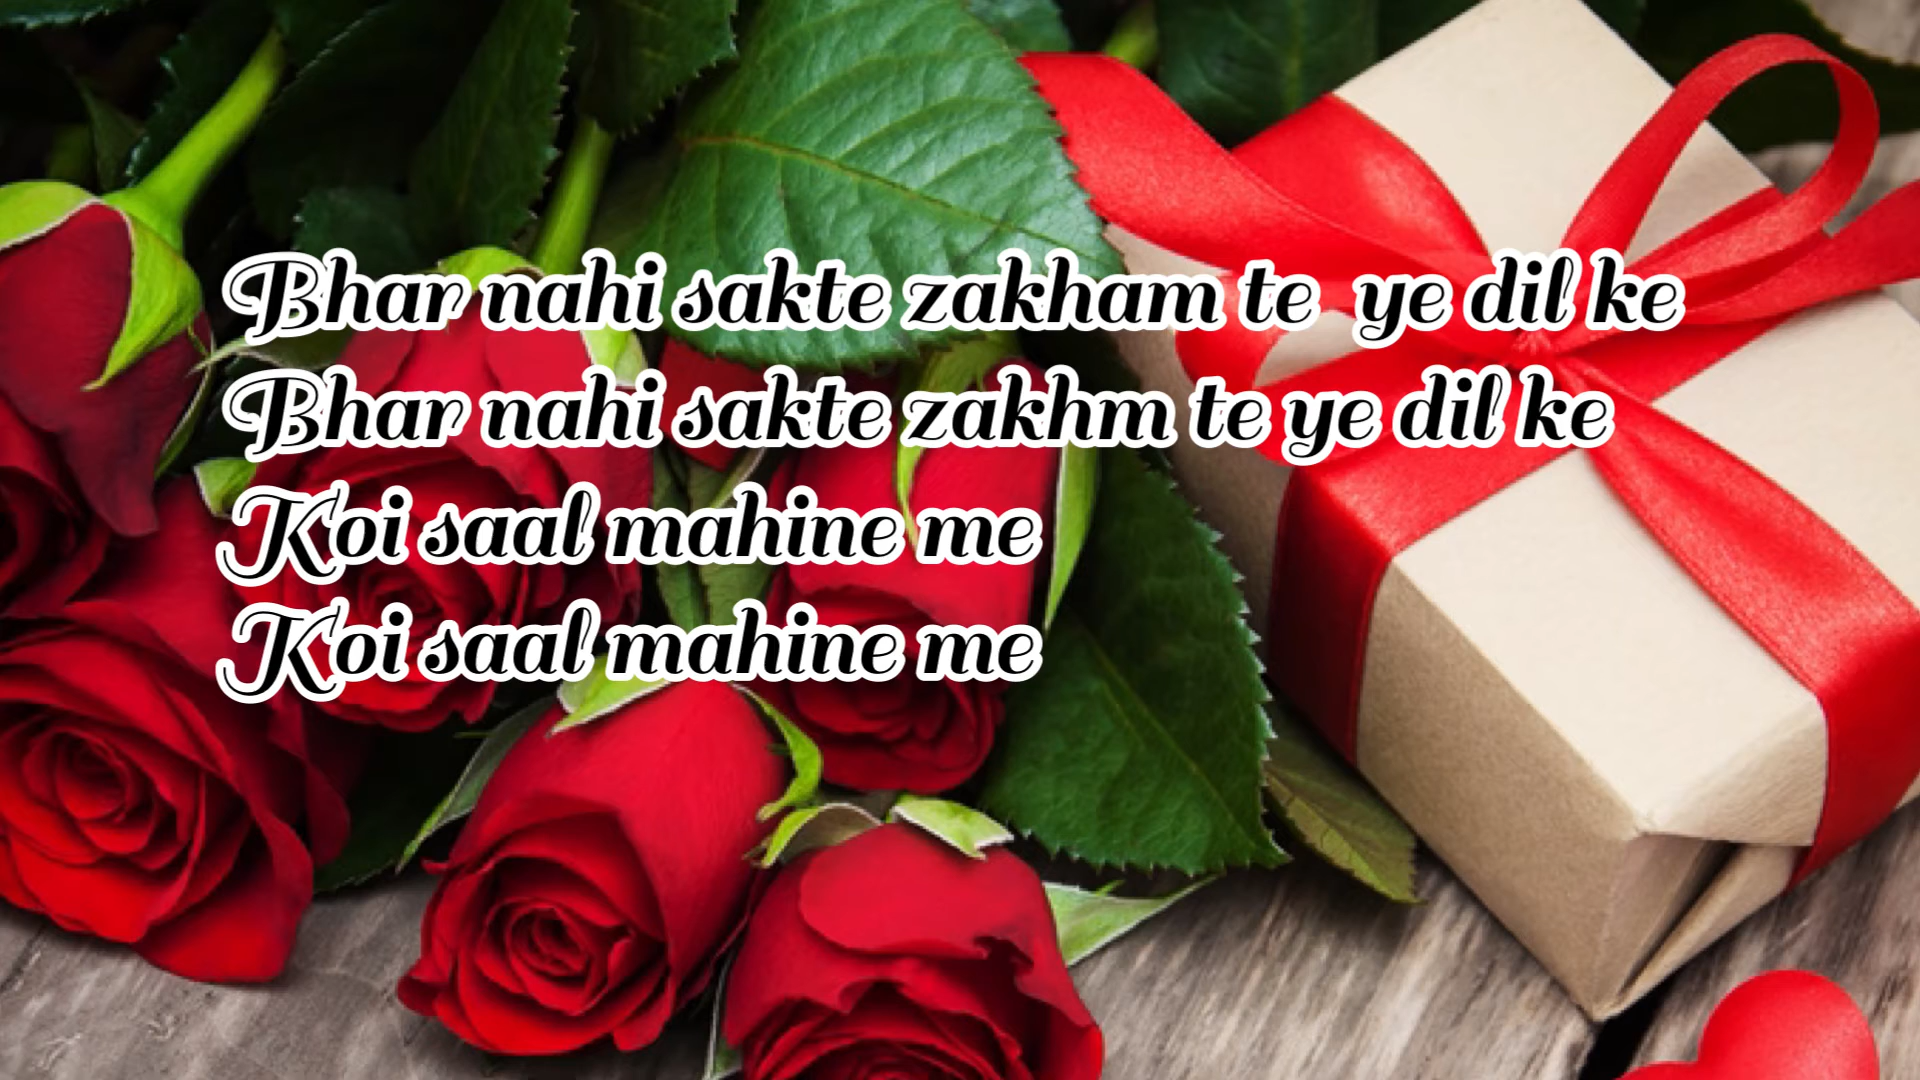 Bhar nahi sakte zakham te  ye dil ke
Bhar nahi sakte zakhm te ye dil ke
Koi saal mahine me
Koi saal mahine me